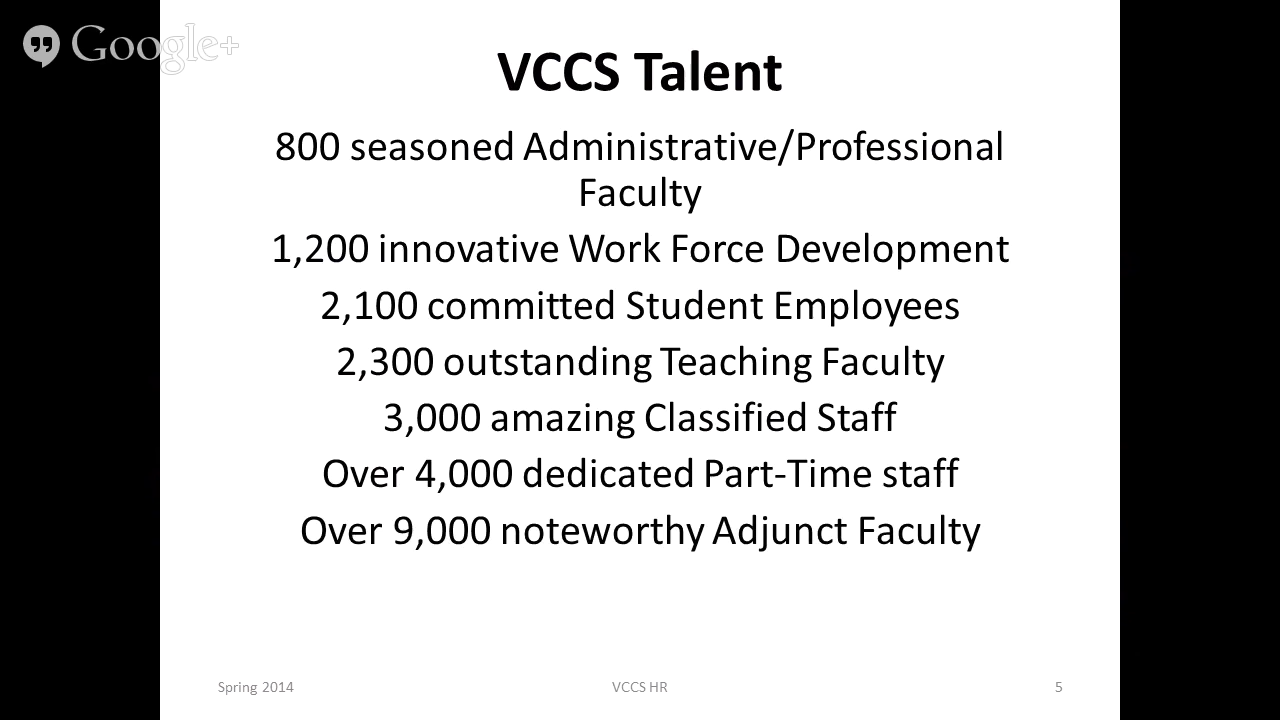 Google+
VCCS Talent
800 seasoned Administrative/Professional
Faculty
1,200 innovative Work Force Development
2,100 committed Student Employees
2,300 outstanding Teaching Faculty
3,000 amazing Classified Staff
Over 4,000 dedicated Part-Time staff
Over 9,000 noteworthy Adjunct Faculty
Spring 2014
VCCS HR
5